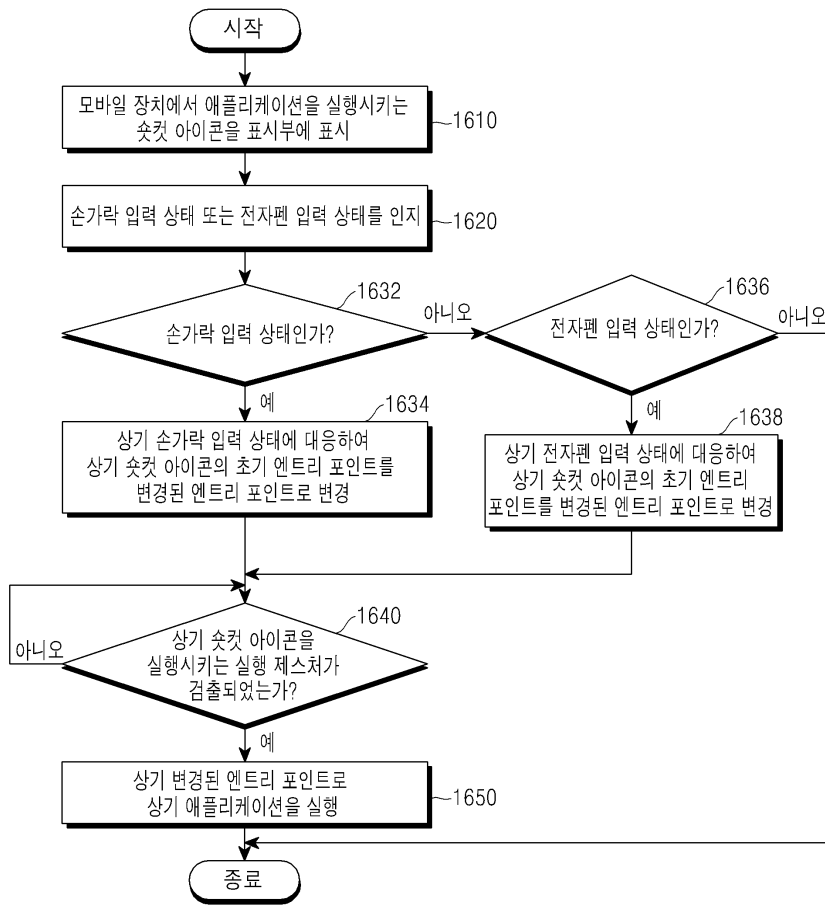 시작
모바일 장치에서 애플리케이션을 실행시키는
숏컷 아이콘을 표시부에 표시
1610
손가락 입력 상태 또는 전자펜 입력 상태를 인지
1620
1632
손가락 입력 상태인가?
아니오
1636
전자펜 입력 상태인가?
아니오
예
1634
상기 손가락 입력 상태에 대응하여
상기 숏컷 아이콘의 초기 엔트리 포인트를
변경된 엔트리 포인트로 변경
예
1638
상기 전자펜 입력 상태에 대응하여
상기 숏컷 아이콘의 초기 엔트리
포인트를 변경된 엔트리 포인트로 변경
1640
상기 숏컷 아이콘을
실행시키는 실행 제스처가
검출되었는가?
아니오
예
상기 변경된 엔트리 포인트로
상기 애플리케이션을 실행
1650
종료